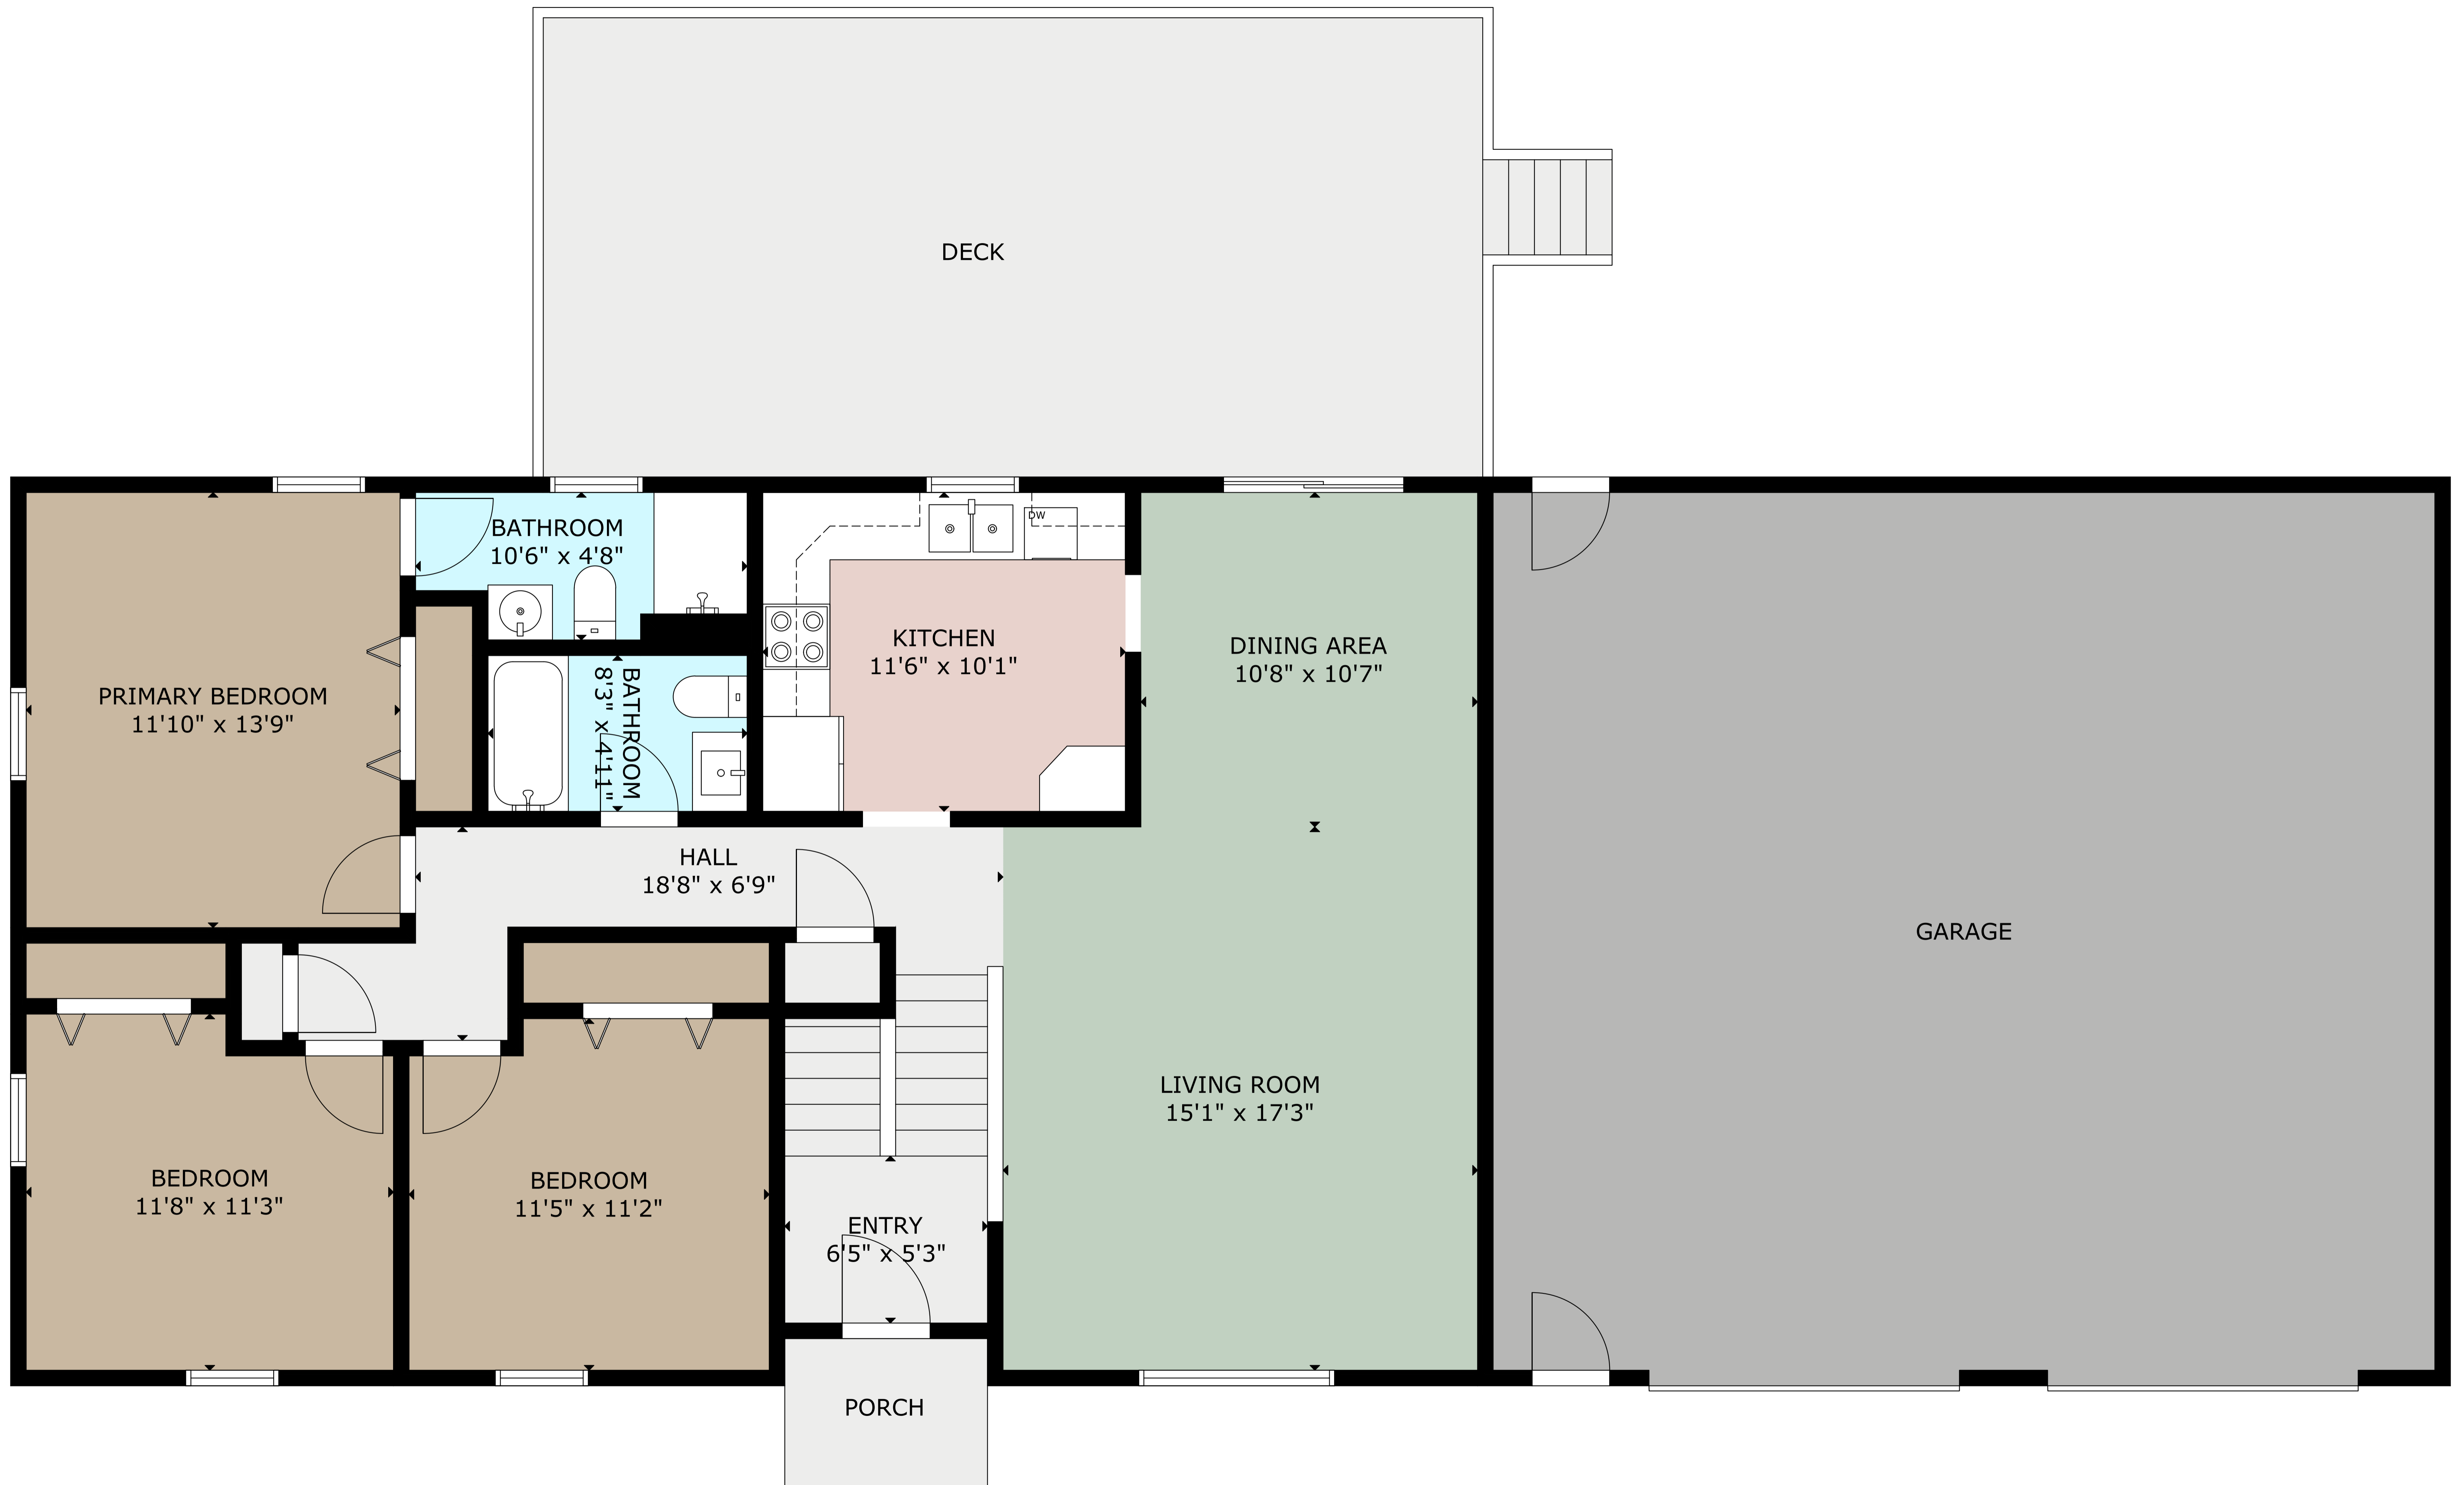 DECK
BATHROOM
10'6" x 4'8"
DW
KITCHEN
11'6" x 10'1"
DINING AREA
10'8" x 10'7"
PRIMARY BEDROOM
11'10" x 13'9"
BATHROOM
8'3" x 4'11"
HALL
18'8" x 6'9"
GARAGE
LIVING ROOM
15'1" x 17'3"
BEDROOM
11'8" x 11'3"
BEDROOM
11'5" x 11'2"
ENTRY
6'5" x 5'3"
PORCH